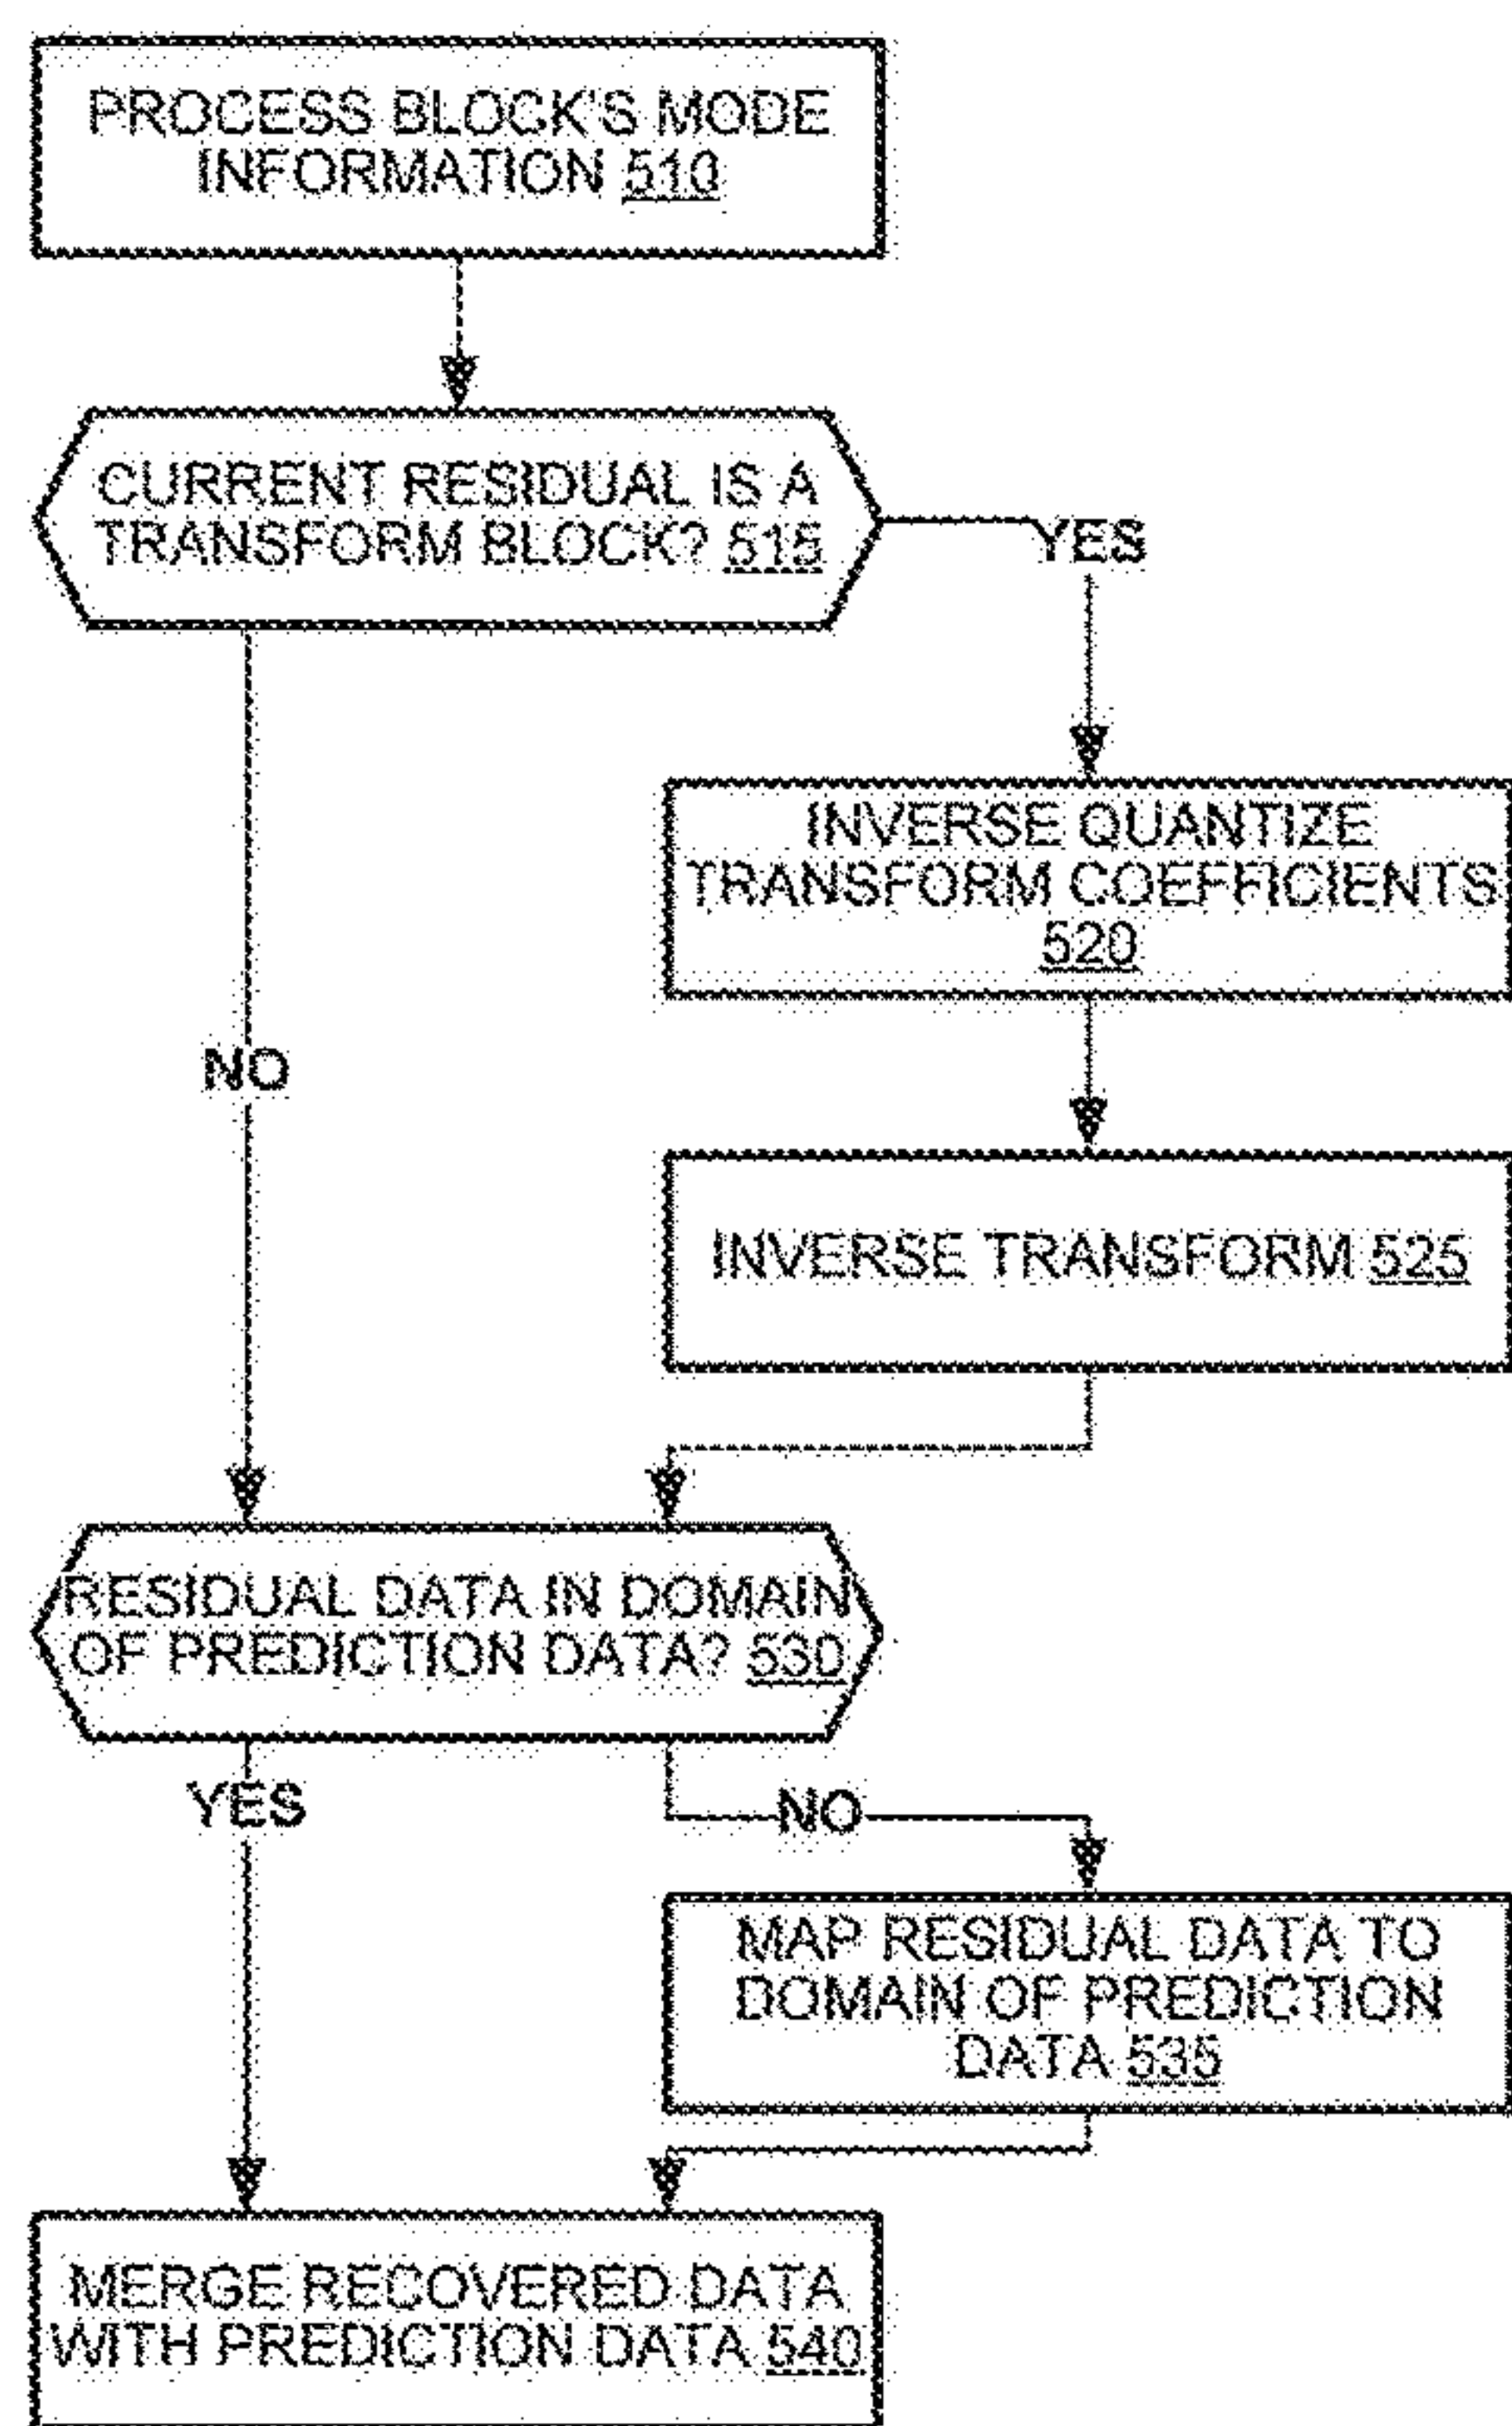 PROCESS BLOCK'S MODE
INFORMATION 510
CURRENT RESIDUAL IS A
TRANSFORM BLOCK? 515
YES
INVERSE QUANTIZE
TRANSFORM COEFFICIENTS
520
NO
INVERSE TRANSFORM 525
RESIDUAL DATA IN DOMAIN
OF PREDICTION DATA? 530
YES
NO
MAP RESIDUAL DATA TO
DOMAIN OF PREDICTION
DATA 535
MERGE RECOVERED DATA
WITH PREDICTION DATA 540